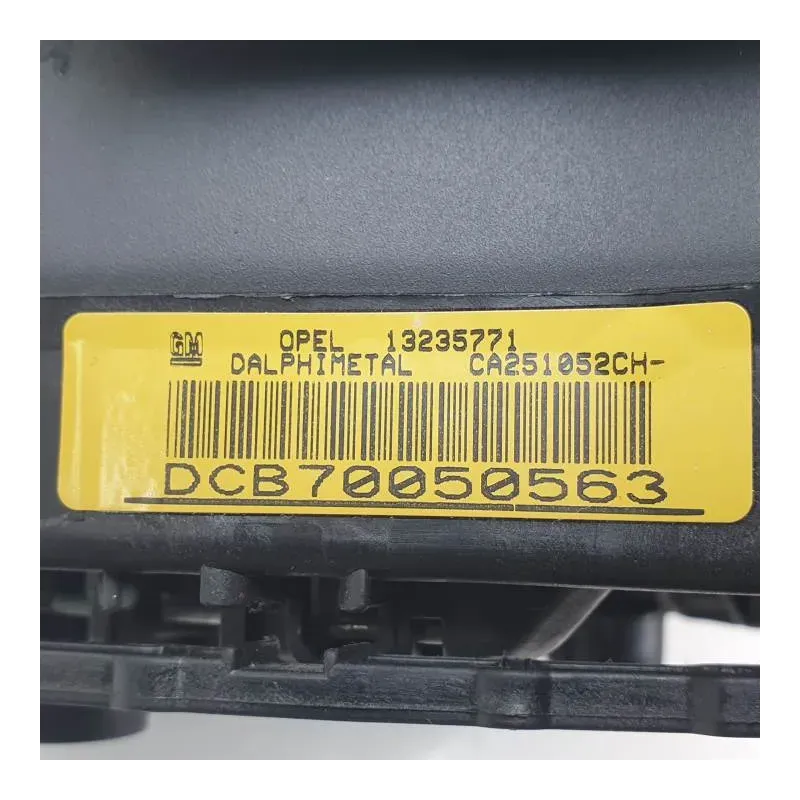 GM OPEL 13235771
DALPHIMETAL CA251052CH-
DCB70050563